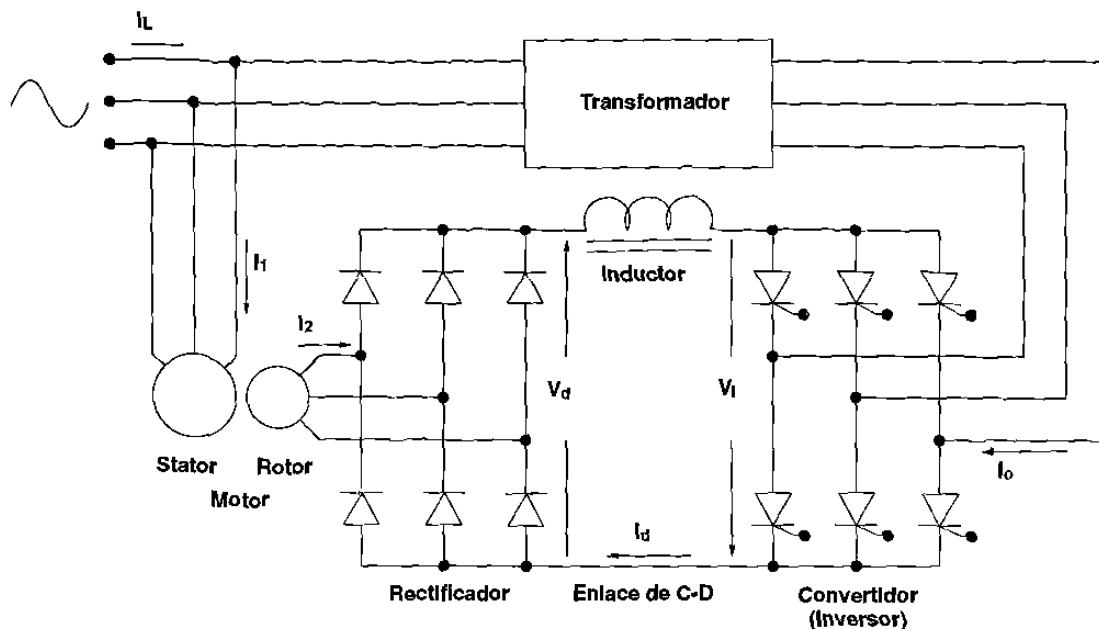 IL
Transformador
I1
Inductor
I2
Vd
VI
Stator
Rotor
Motor
Io
Id
Rectificador
Enlace de C-D
Convertidor
(Inversor)